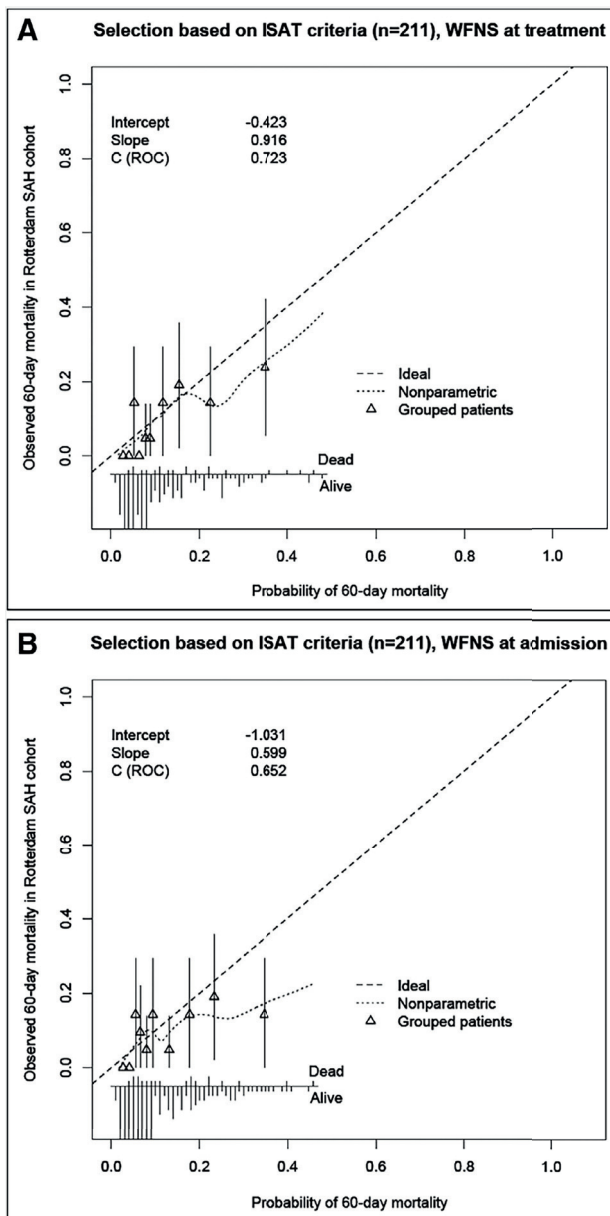 A
Selection based on ISAT criteria (n=211), WFNS at treatment
Observed 60-day mortality in Rotterdam SAH cohort
1.0
0.8
0.6
0.4
0.2
0.0
Intercept -0.423
Slope 0.916
C (ROC) 0.723
Ideal
Nonparametric
Grouped patients
Dead
Alive
0.0 0.2 0.4 0.6 0.8 1.0
Probability of 60-day mortality
B
Selection based on ISAT criteria (n=211), WFNS at admission
Observed 60-day mortality in Rotterdam SAH cohort
1.0
0.8
0.6
0.4
0.2
0.0
Intercept -1.031
Slope 0.599
C (ROC) 0.652
Ideal
Nonparametric
Grouped patients
Dead
Alive
0.0 0.2 0.4 0.6 0.8 1.0
Probability of 60-day mortality